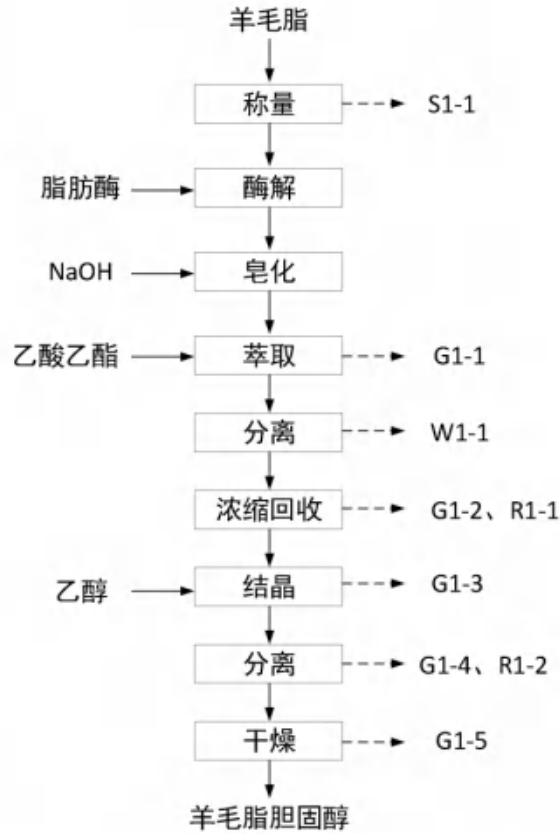 羊毛脂
称量 S1-1
脂肪酶 酶解
NaOH 皂化
乙酸乙酯 萃取 G1-1
分离 W1-1
浓缩回收 G1-2、R1-1
乙醇 结晶 G1-3
分离 G1-4、R1-2
干燥 G1-5
羊毛脂胆固醇